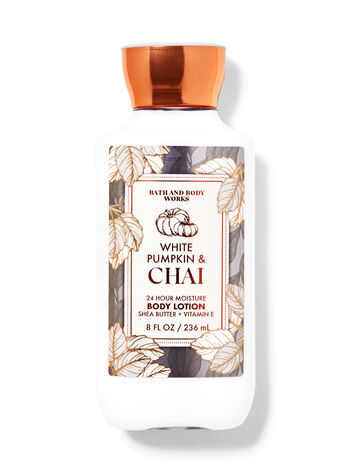 BATH AND BODY
WORKS
WHITE
PUMPKIN &
CHAI
24 HOUR MOISTURE
BODY LOTION
SHEA BUTTER + VITAMIN E
8 FL OZ / 236 mL